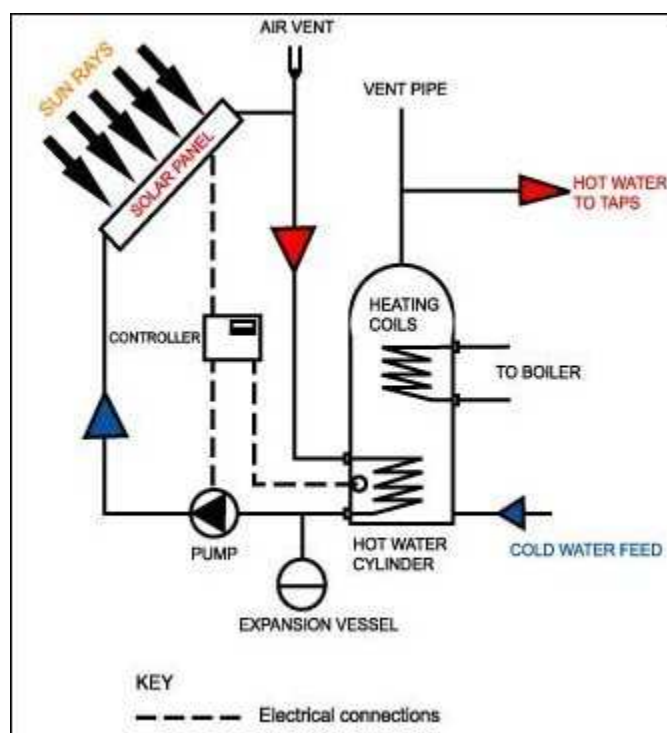 AIR VENT
SUN RAYS
VENT PIPE
SOLAR PANEL
HOT WATER
TO TAPS
HEATING
COILS
CONTROLLER
TO BOILER
PUMP
HOT WATER
CYLINDER
COLD WATER FEED
EXPANSION VESSEL
KEY
Electrical connections